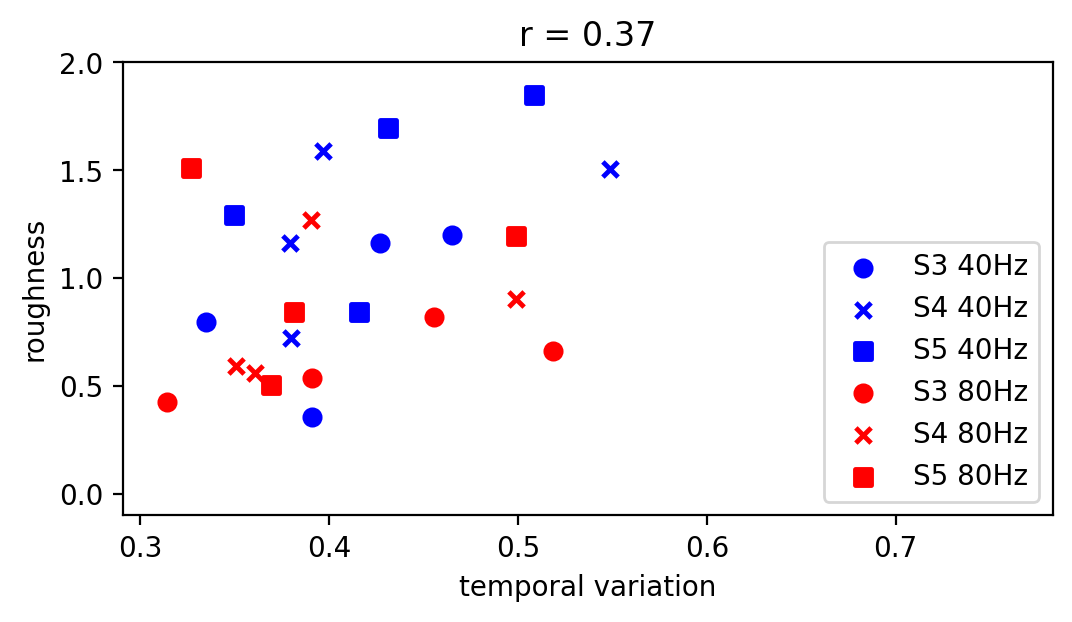 r = 0.37
2.0
1.5
1.0
0.5
0.0
roughness
0.3 0.4 0.5 0.6 0.7
temporal variation
S3 40Hz
S4 40Hz
S5 40Hz
S3 80Hz
S4 80Hz
S5 80Hz